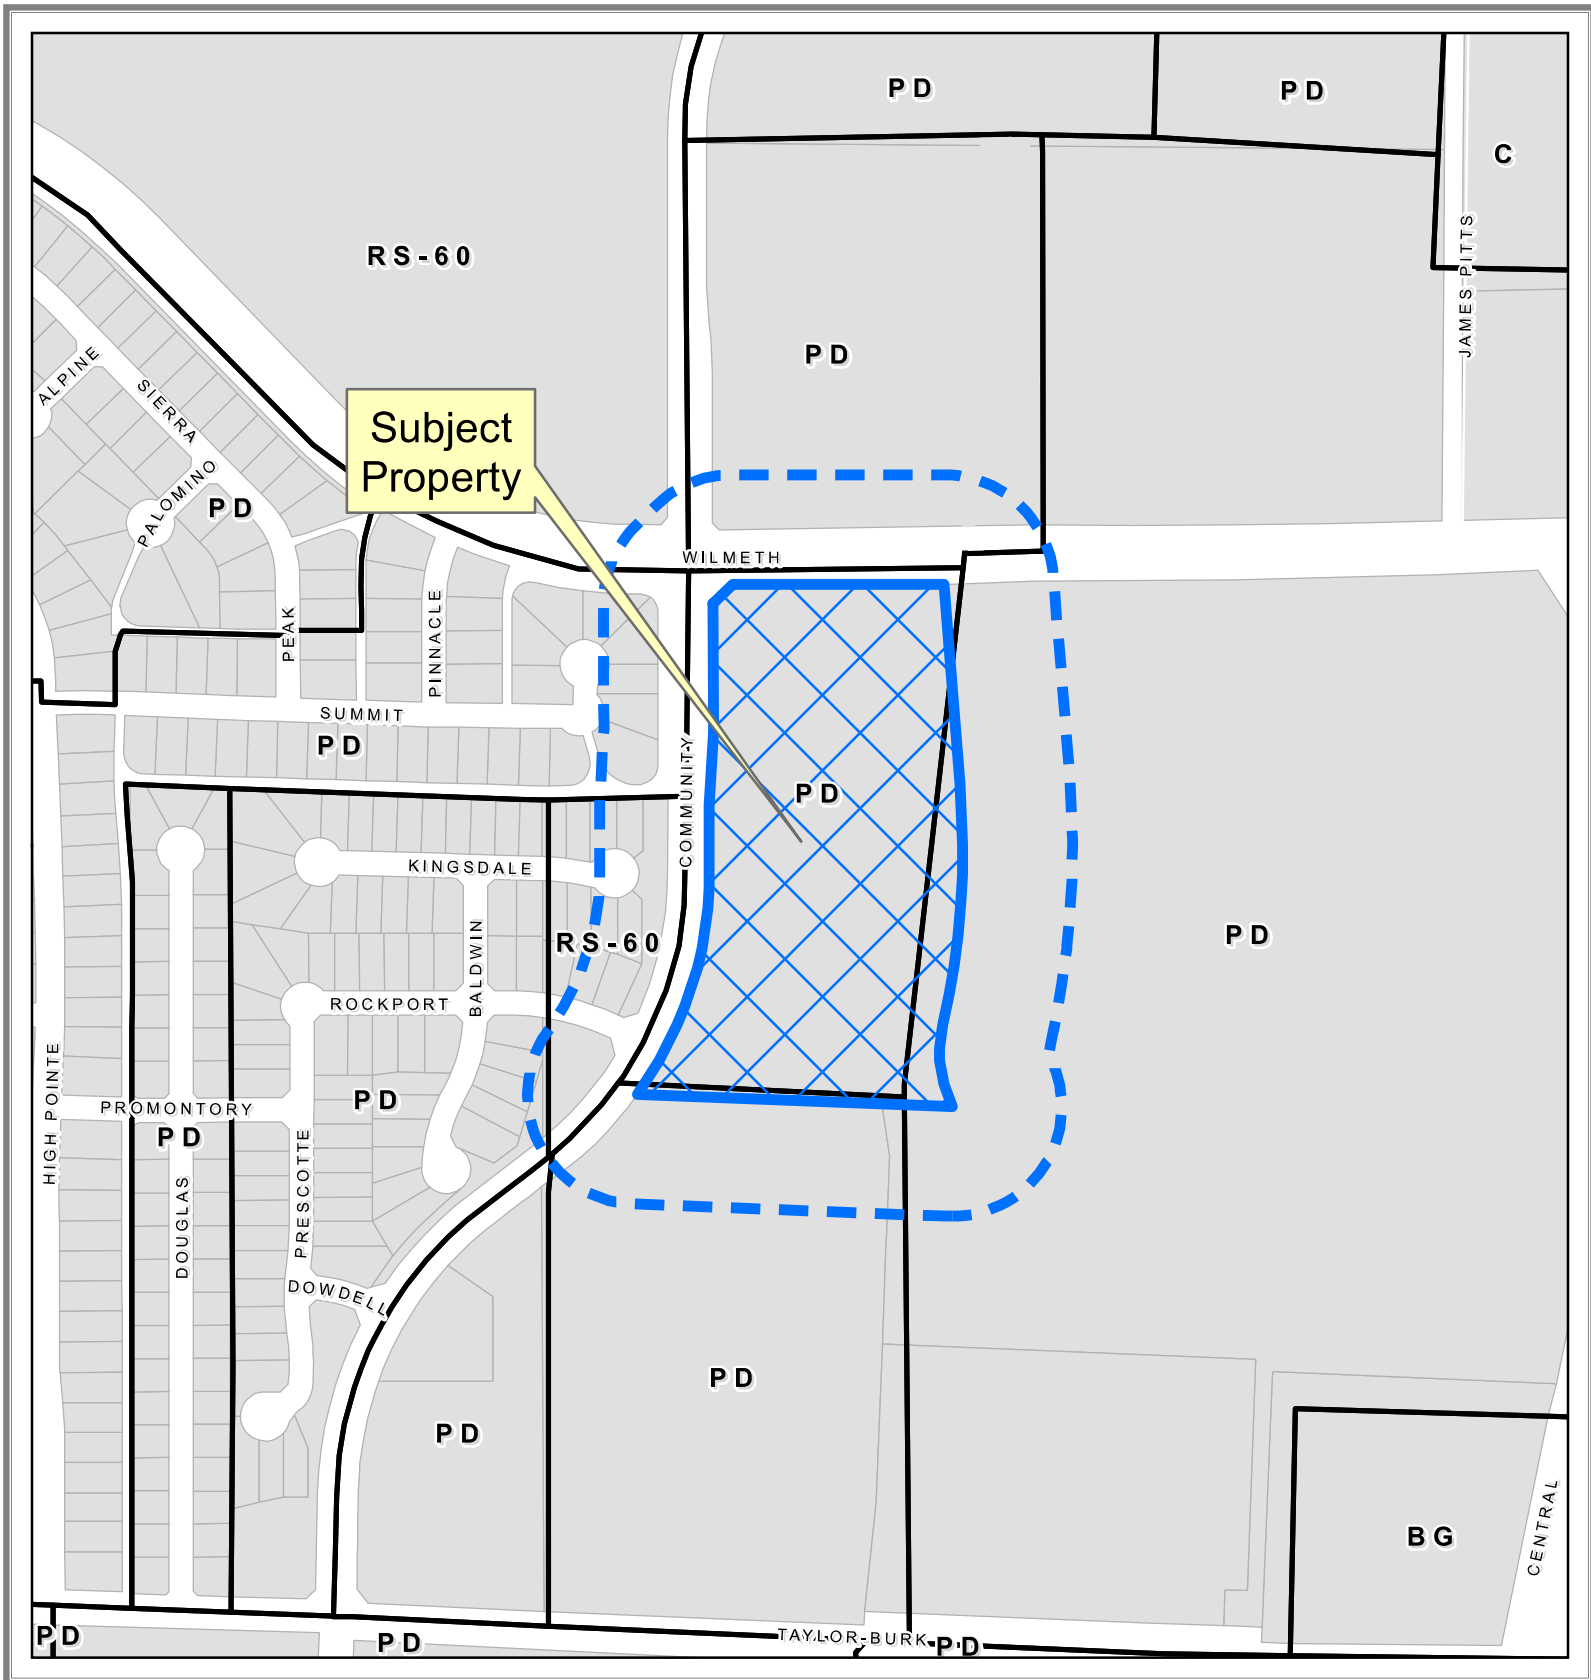 PD
PD
C
JAMES PITTS
RS-60
PD
ALPINE
SIERRA
Subject
Property
PALOMINO
PD
WILMETH
PEAK
PINNACLE
SUMMIT
PD
COMMUNITY
PD
KINGSDALE
BALDWIN
RS-60
PD
ROCKPORT
HIGH POINTE
PROMONTORY
PD
PD
DOUGLAS
PRESCOTTE
DOWDELL
PD
PD
BG
CENTRAL
PD
PD
TAYLOR-BURK
PD